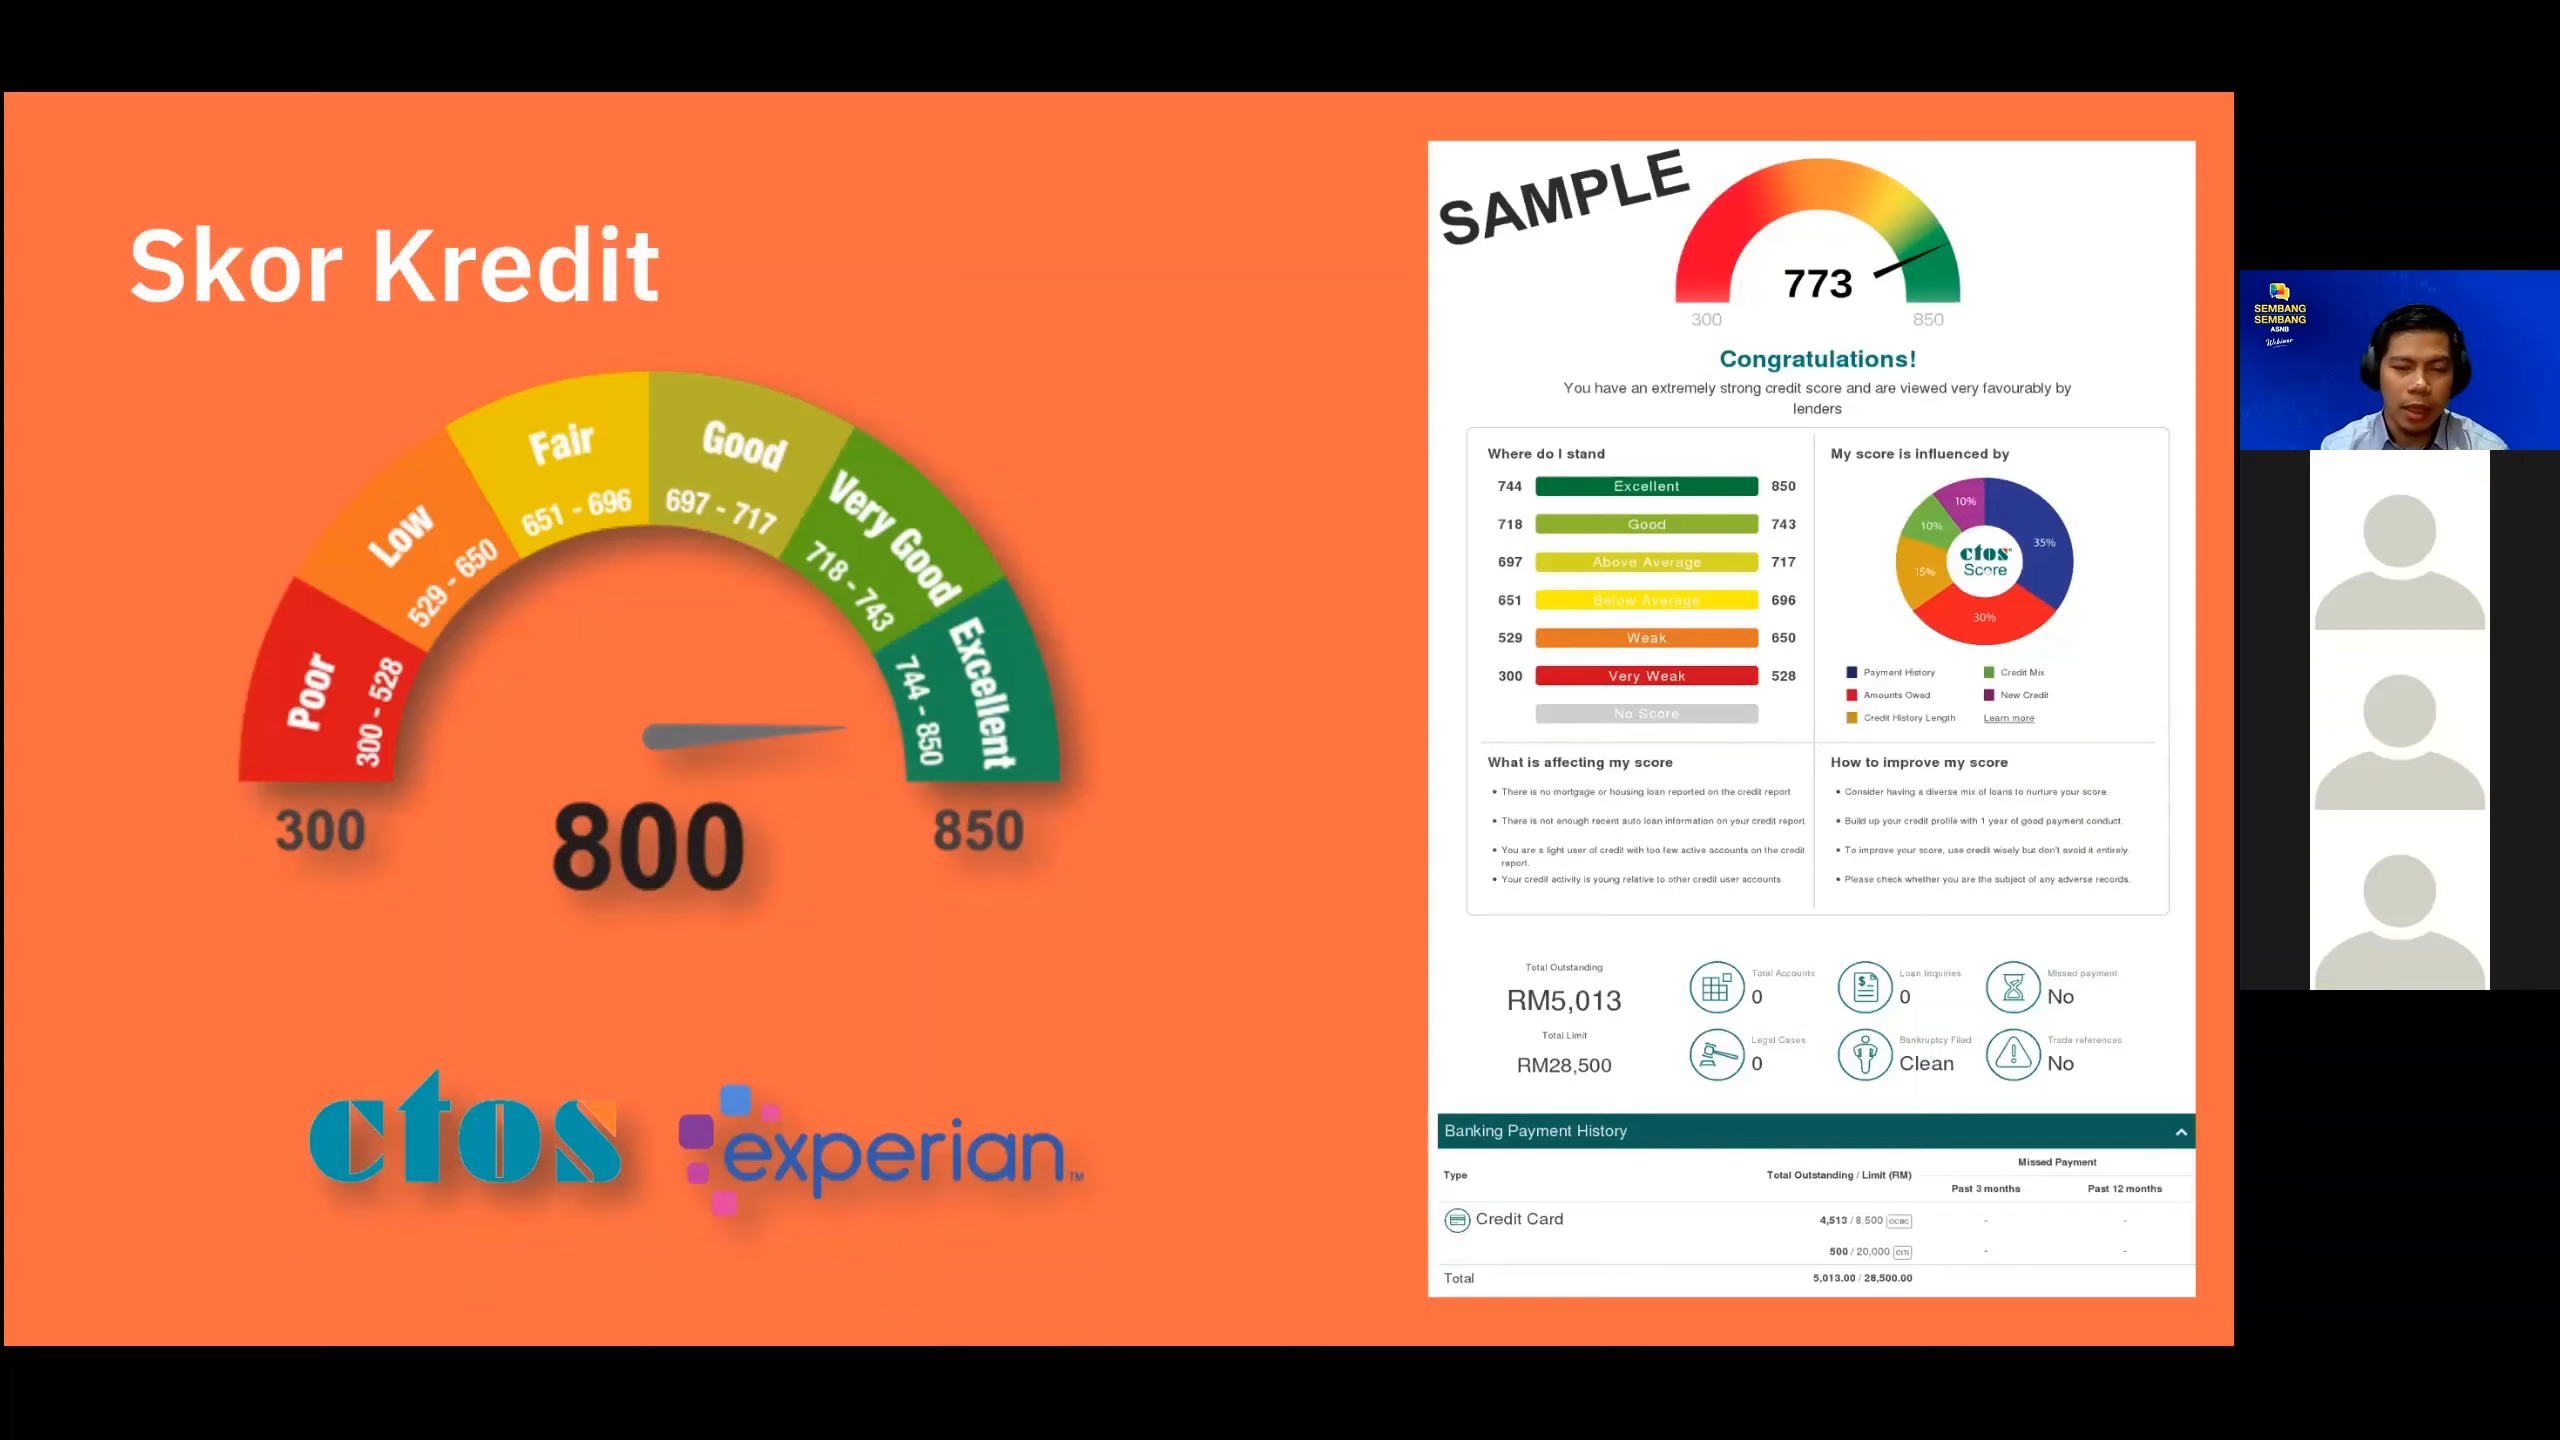 Skor Kredit
Poor
300 - 528
Low
529 - 650
Fair
651 - 696
Good
697 - 717
Very Good
718 - 743
Excellent
744 - 850
300
800
850
ctos
experian™
SAMPLE
773
300
850
Congratulations!
You have an extremely strong credit score and are viewed very favourably by
lenders
Where do I stand
744 Excellent 850
718 Good 743
697 Above Average 717
651 Below Average 696
529 Weak 650
300 Very Weak 528
No Score
My score is influenced by
10%
10%
35%
15%
30%
ctos
Score
Payment History
Credit Mix
Amounts Owed
New Credit
Credit History Length
Learn more
What is affecting my score
• There is no mortgage or housing loan reported on the credit report
• There is not enough recent auto loan information on your credit report.
• You are a light user of credit with too few active accounts on the credit
report.
• Your credit activity is young relative to other credit user accounts.
How to improve my score
• Consider having a diverse mix of loans to nurture your score.
• Build up your credit profile with 1 year of good payment conduct.
• To improve your score, use credit wisely but don't avoid it entirely.
• Please check whether you are the subject of any adverse records.
Total Outstanding
RM5,013
Total Limit
RM28,500
Total Accounts
0
Loan Inquiries
0
Missed payment
No
Legal Cases
0
Bankruptcy Filed
Clean
Trade references
No
Banking Payment History
Type
Total Outstanding / Limit (RM)
Missed Payment
Past 3 months
Past 12 months
Credit Card
4,513 / 8,500 OCBC - -
500 / 20,000 CITI - -
Total 5,013.00 / 28,500.00
SEMBANG
SEMBANG
ASNB
Webinar